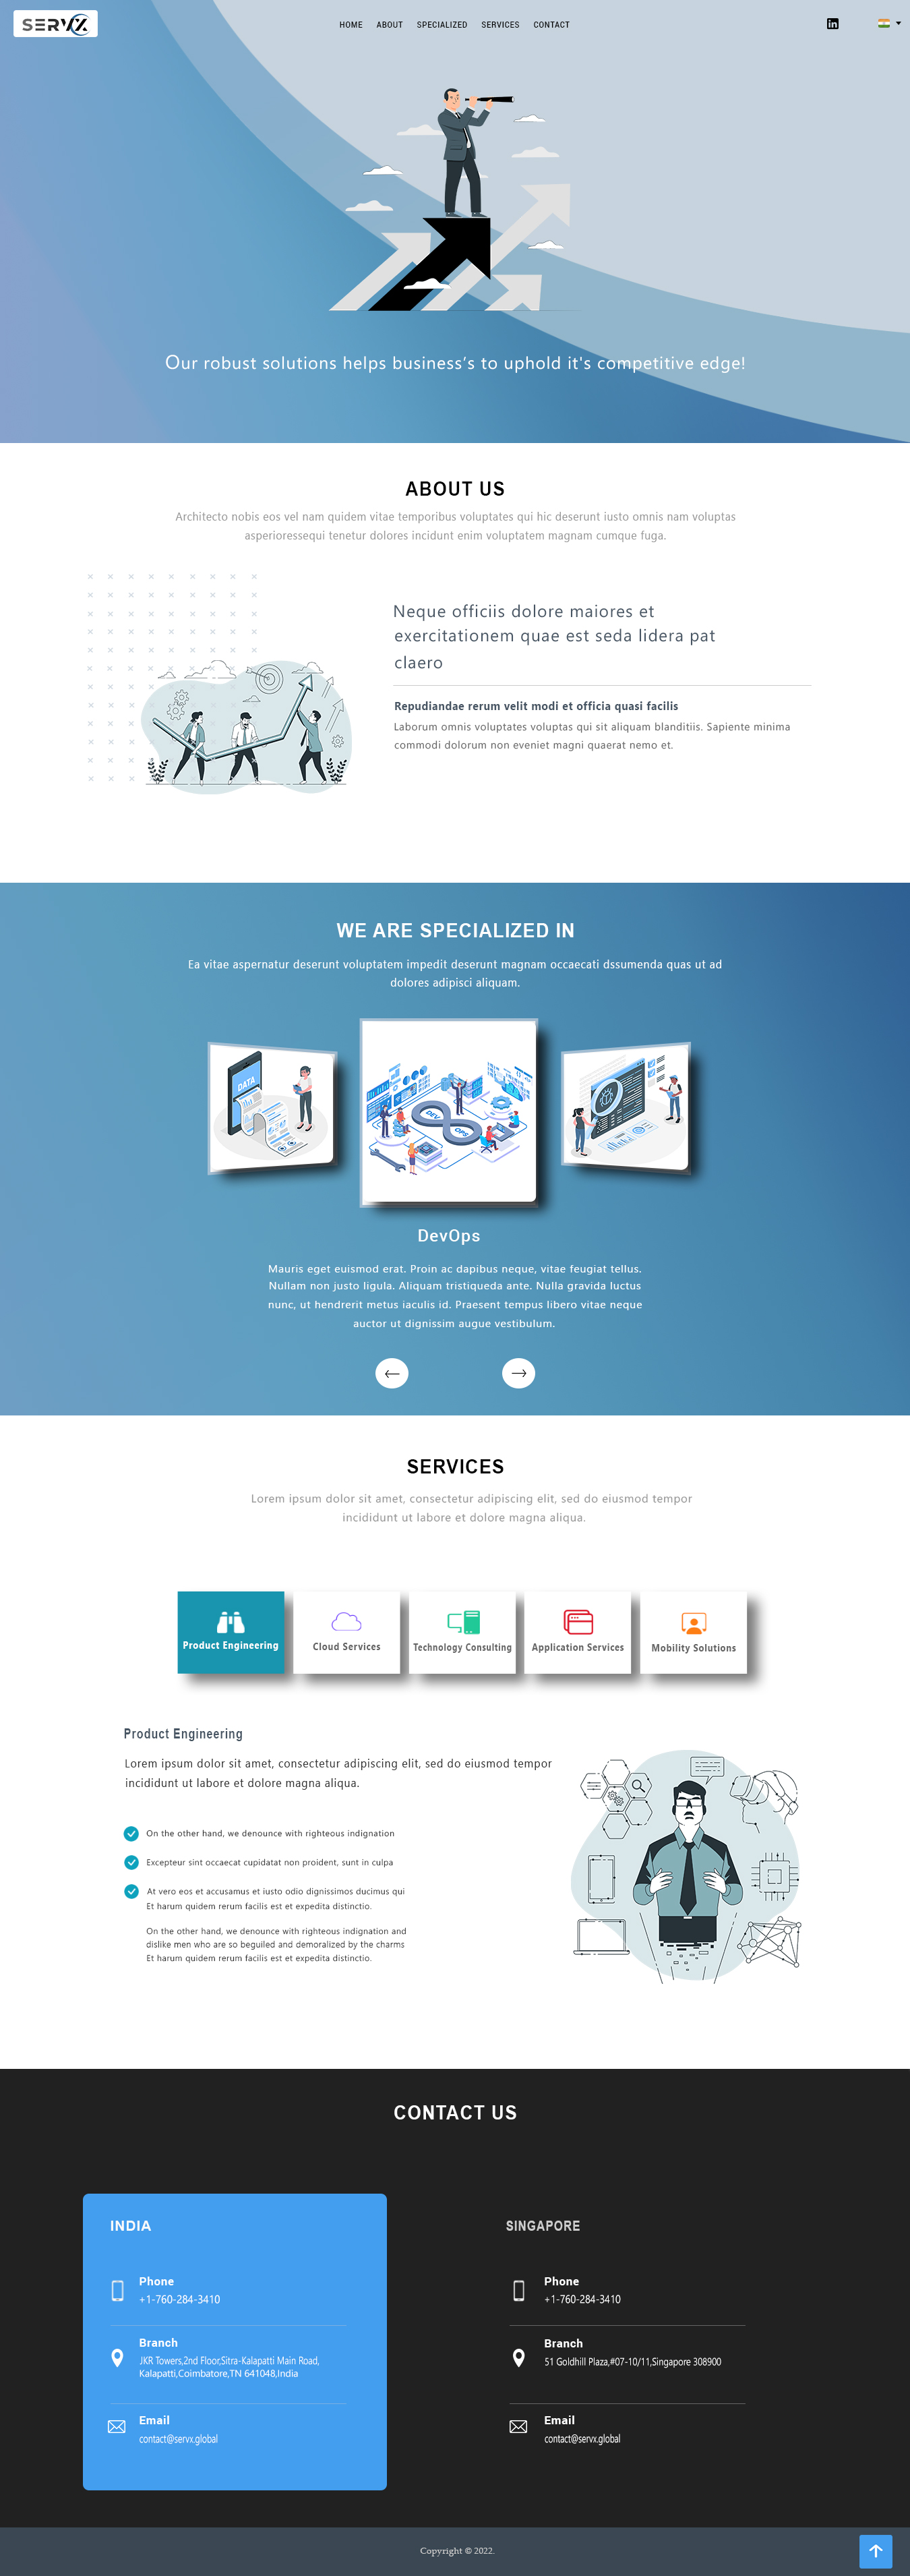 SERVX
HOME ABOUT SPECIALIZED SERVICES CONTACT
in
Our robust solutions helps business’s to uphold it's competitive edge!
ABOUT US
Architecto nobis eos vel nam quidem vitae temporibus voluptates qui hic deserunt iusto omnis nam voluptas
asperioressequi tenetur dolores incidunt enim voluptatem magnam cumque fuga.
Neque officiis dolore maiores et
exercitationem quae est seda lidera pat
claero
Repudiandae rerum velit modi et officia quasi facilis
Laborum omnis voluptates voluptas qui sit aliquam blanditiis. Sapiente minima
commodi dolorum non eveniet magni quaerat nemo et.
WE ARE SPECIALIZED IN
Ea vitae aspernatur deserunt voluptatem impedit deserunt magnam occaecati dssumenda quas ut ad
dolores adipisci aliquam.
DATA
DEV
OPS
DevOps
Mauris eget euismod erat. Proin ac dapibus neque, vitae feugiat tellus.
Nullam non justo ligula. Aliquam tristiqueda ante. Nulla gravida luctus
nunc, ut hendrerit metus iaculis id. Praesent tempus libero vitae neque
auctor ut dignissim augue vestibulum.
SERVICES
Lorem ipsum dolor sit amet, consectetur adipiscing elit, sed do eiusmod tempor
incididunt ut labore et dolore magna aliqua.
Product Engineering
Cloud Services
Technology Consulting
Application Services
Mobility Solutions
Product Engineering
Lorem ipsum dolor sit amet, consectetur adipiscing elit, sed do eiusmod tempor
incididunt ut labore et dolore magna aliqua.
On the other hand, we denounce with righteous indignation
Excepteur sint occaecat cupidatat non proident, sunt in culpa
At vero eos et accusamus et iusto odio dignissimos ducimus qui
Et harum quidem rerum facilis est et expedita distinctio.
On the other hand, we denounce with righteous indignation and
dislike men who are so beguiled and demoralized by the charms
Et harum quidem rerum facilis est et expedita distinctio.
CONTACT US
INDIA
Phone
+1-760-284-3410
Branch
JKR Towers,2nd Floor,Sitra-Kalapatti Main Road,
Kalapatti,Coimbatore,TN 641048,India
Email
contact@servx.global
SINGAPORE
Phone
+1-760-284-3410
Branch
51 Goldhill Plaza,#07-10/11,Singapore 308900
Email
contact@servx.global
Copyright © 2022.